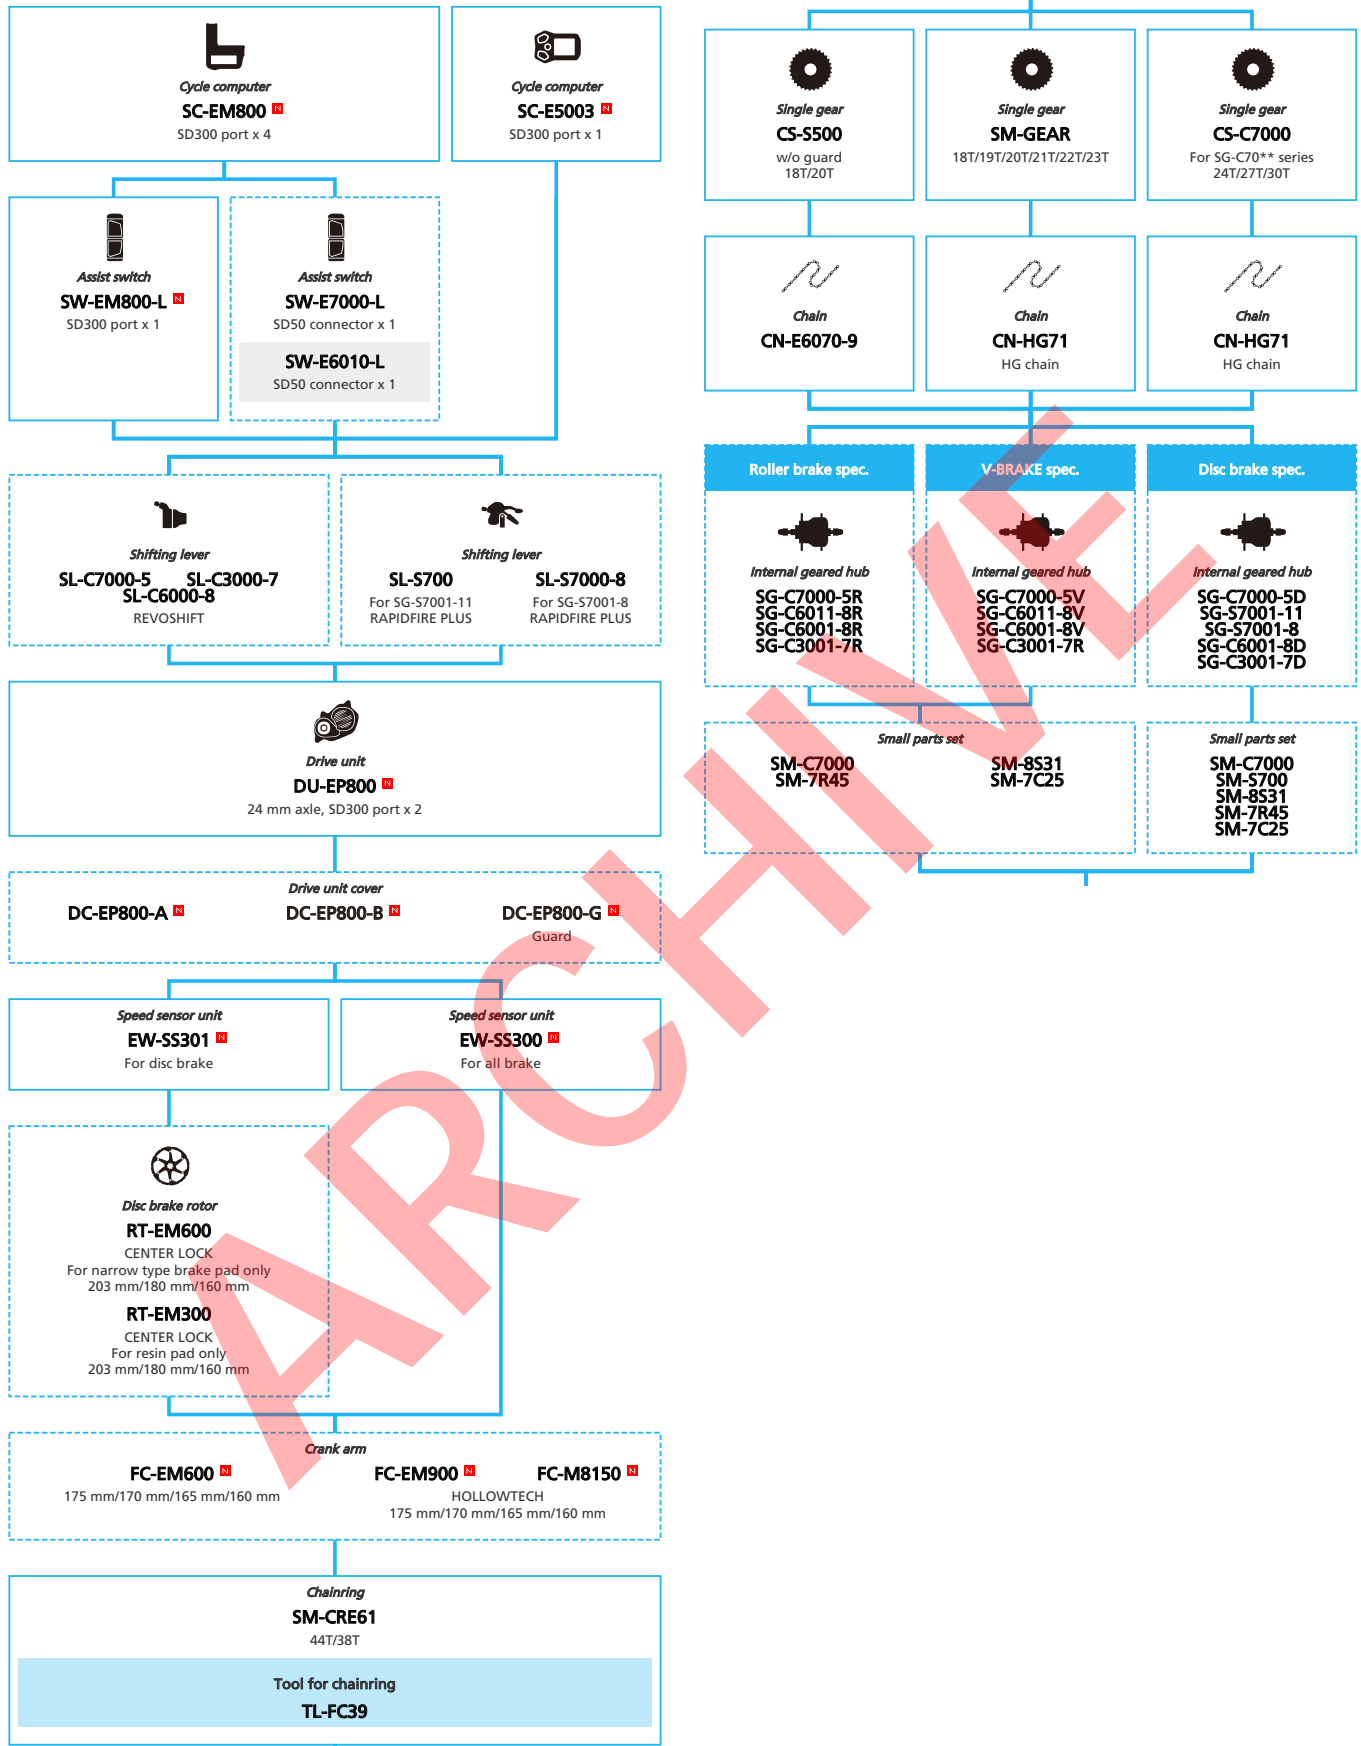 Cycle computer
SC-EM800 N
SD300 port x 4
Cycle computer
SC-E5003 N
SD300 port x 1
Assist switch
SW-EM800-L N
SD300 port x 1
Assist switch
SW-E7000-L
SD50 connector x 1
SW-E6010-L
SD50 connector x 1
Shifting lever
SL-C7000-5 SL-C3000-7
SL-C6000-8
REVOSHIFT
Shifting lever
SL-S700 SL-S7000-8
For SG-S7001-11 For SG-S7001-8
RAPIDFIRE PLUS RAPIDFIRE PLUS
Drive unit
DU-EP800 N
24 mm axle, SD300 port x 2
Drive unit cover
DC-EP800-A N DC-EP800-B N DC-EP800-G N
Guard
Speed sensor unit
EW-SS301 N
For disc brake
Speed sensor unit
EW-SS300 N
For all brake
Disc brake rotor
RT-EM600
CENTER LOCK
For narrow type brake pad only
203 mm/180 mm/160 mm
RT-EM300
CENTER LOCK
For resin pad only
203 mm/180 mm/160 mm
Crank arm
FC-EM600 N FC-EM900 N FC-M8150 N
175 mm/170 mm/165 mm/160 mm HOLLOWTECH
175 mm/170 mm/165 mm/160 mm
Chainring
SM-CRE61
44T/38T
Tool for chainring
TL-FC39
Single gear
CS-S500
w/o guard
18T/20T
Single gear
SM-GEAR
18T/19T/20T/21T/22T/23T
Single gear
CS-C7000
For SG-C70** series
24T/27T/30T
Chain
CN-E6070-9
Chain
CN-HG71
HG chain
Chain
CN-HG71
HG chain
Roller brake spec.
Internal geared hub
SG-C7000-5R
SG-C6011-8R
SG-C6001-8R
SG-C3001-7R
V-BRAKE spec.
Internal geared hub
SG-C7000-5V
SG-C6011-8V
SG-C6001-8V
SG-C3001-7R
Disc brake spec.
Internal geared hub
SG-C7000-5D
SG-S7001-11
SG-S7001-8
SG-C6001-8D
SG-C3001-7D
Small parts set
SM-C7000 SM-8S31
SM-7R45 SM-7C25
Small parts set
SM-C7000
SM-S700
SM-8S31
SM-7R45
SM-7C25
ARCHIVE